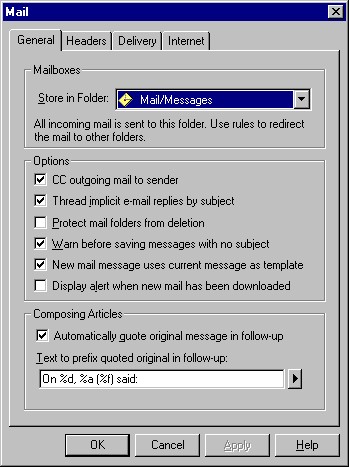 Mail
General
Headers
Delivery
Internet
Mailboxes
Store in Folder:
Mail/Messages
All incoming mail is sent to this folder. Use rules to redirect
the mail to other folders.
Options
CC outgoing mail to sender
Thread implicit e-mail replies by subject
Protect mail folders from deletion
Warn before saving messages with no subject
New mail message uses current message as template
Display alert when new mail has been downloaded
Composing Articles
Automatically quote original message in follow-up
Text to prefix quoted original in follow-up:
On %d, %a (%f) said:
OK
Cancel
Apply
Help